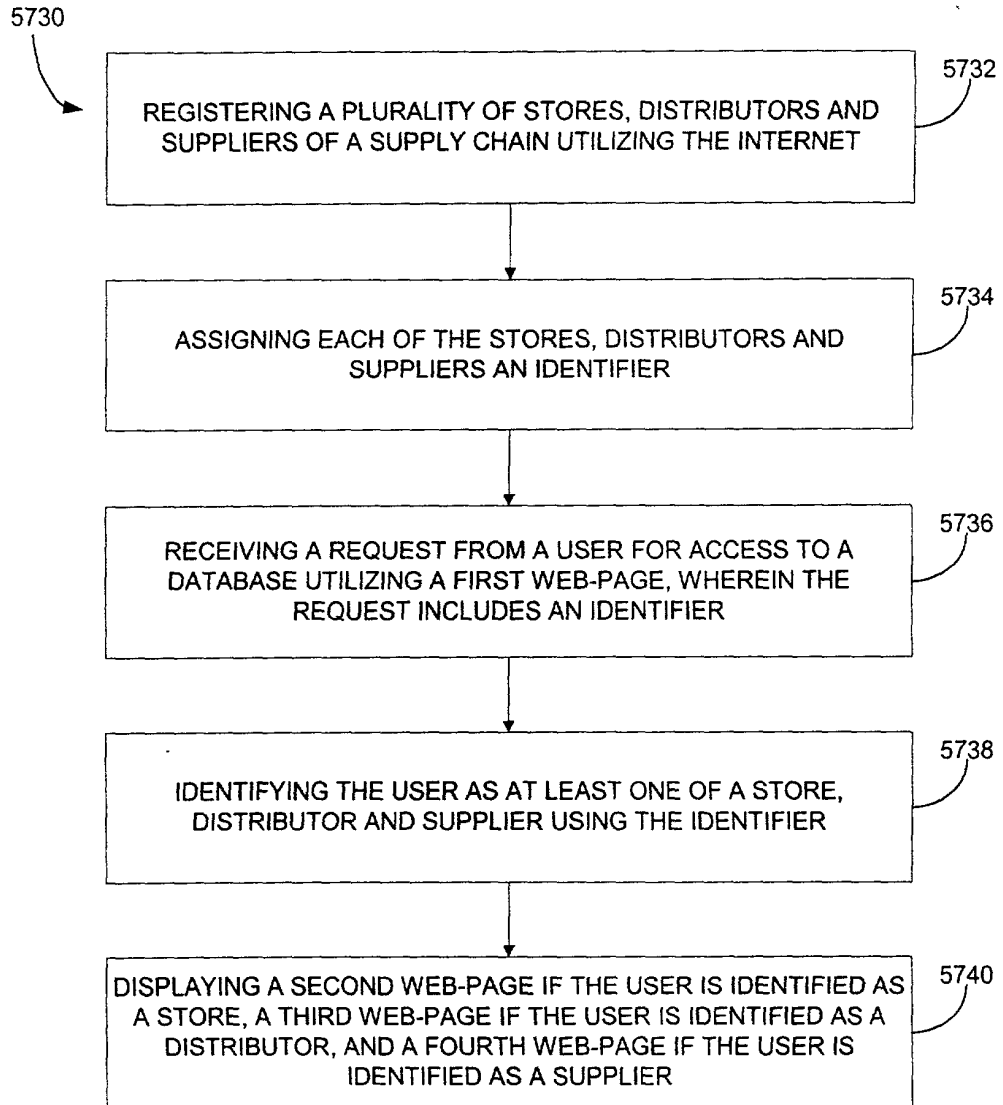 5730
5732
REGISTERING A PLURALITY OF STORES, DISTRIBUTORS AND
SUPPLIERS OF A SUPPLY CHAIN UTILIZING THE INTERNET
5734
ASSIGNING EACH OF THE STORES, DISTRIBUTORS AND
SUPPLIERS AN IDENTIFIER
5736
RECEIVING A REQUEST FROM A USER FOR ACCESS TO A
DATABASE UTILIZING A FIRST WEB-PAGE, WHEREIN THE
REQUEST INCLUDES AN IDENTIFIER
5738
IDENTIFYING THE USER AS AT LEAST ONE OF A STORE,
DISTRIBUTOR AND SUPPLIER USING THE IDENTIFIER
5740
DISPLAYING A SECOND WEB-PAGE IF THE USER IS IDENTIFIED AS
A STORE, A THIRD WEB-PAGE IF THE USER IS IDENTIFIED AS A
DISTRIBUTOR, AND A FOURTH WEB-PAGE IF THE USER IS
IDENTIFIED AS A SUPPLIER